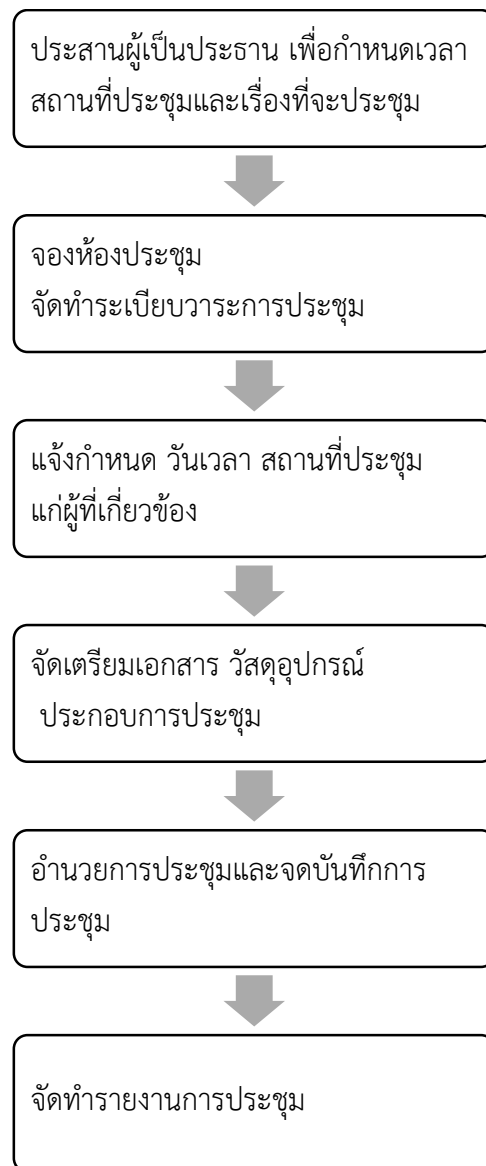 ประสานผู้เป็นประธาน เพื่อกำหนดเวลา
สถานที่ประชุมและเรื่องที่จะประชุม
จองห้องประชุม
จัดทำระเบียบวาระการประชุม
แจ้งกำหนด วันเวลา สถานที่ประชุม
แก่ผู้ที่เกี่ยวข้อง
จัดเตรียมเอกสาร วัสดุอุปกรณ์
ประกอบการประชุม
อำนวยการประชุมและจดบันทึกการ
ประชุม
จัดทำรายงานการประชุม